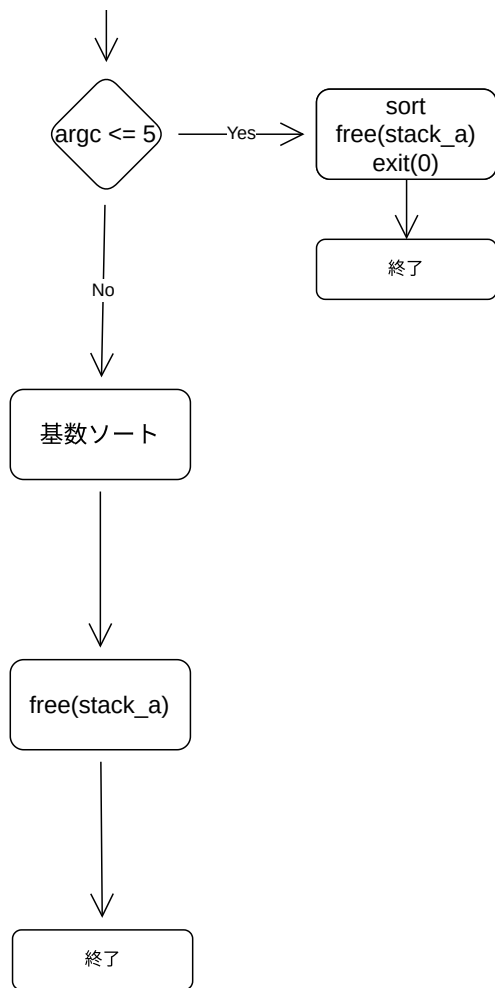 argc <= 5
Yes
sort
free(stack_a)
exit(0)
終了
No
基数ソート
free(stack_a)
終了